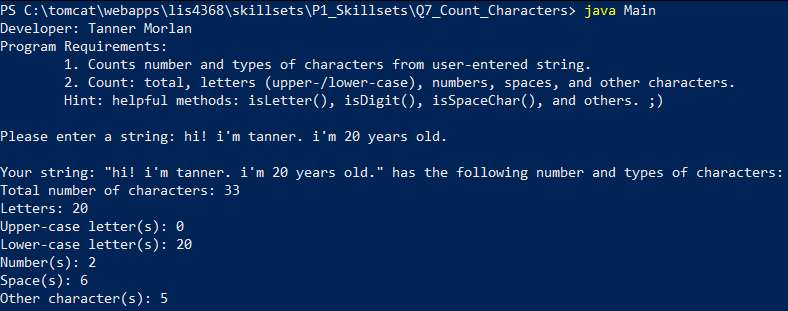 PS C:\tomcat\webapps\lis4368\skillsets\P1_Skillsets\Q7_Count_Characters> java Main
Developer: Tanner Morlan
Program Requirements:
1. Counts number and types of characters from user-entered string.
2. Count: total, letters (upper-/lower-case), numbers, spaces, and other characters.
Hint: helpful methods: isLetter(), isDigit(), isSpaceChar(), and others. ;)
Please enter a string: hi! i'm tanner. i'm 20 years old.
Your string: "hi! i'm tanner. i'm 20 years old." has the following number and types of characters:
Total number of characters: 33
Letters: 20
Upper-case letter(s): 0
Lower-case letter(s): 20
Number(s): 2
Space(s): 6
Other character(s): 5